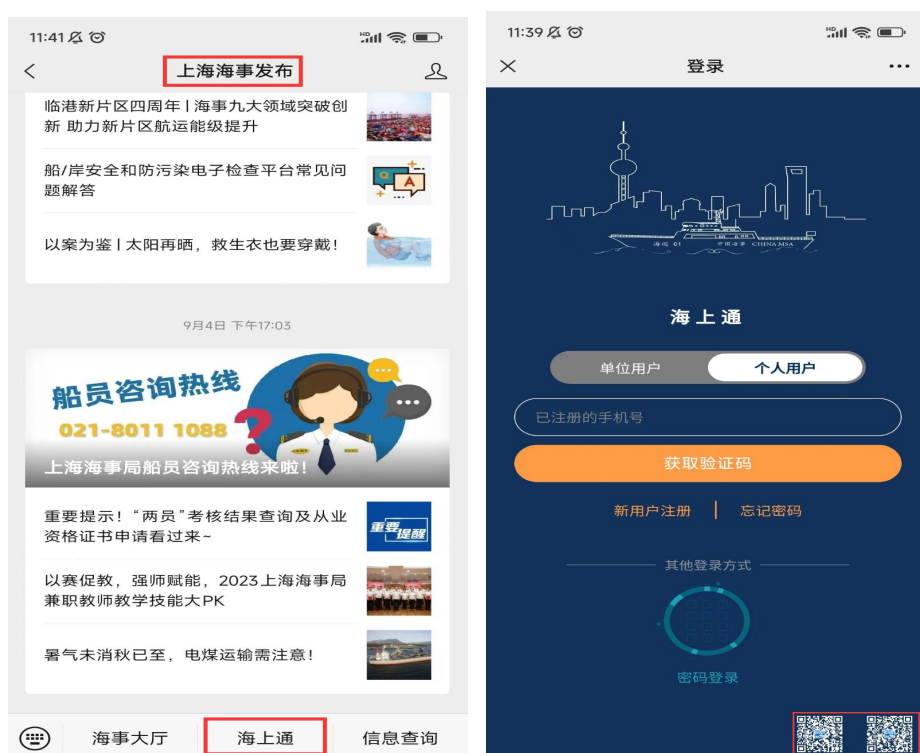 11:41
上海海事发布
临港新片区四周年丨海事九大领域突破创
新 助力新片区航运能级提升
船/岸安全和防污染电子检查平台常见问
题解答
Q
A
以案为鉴丨太阳再晒，救生衣也要穿戴！
9月4日 下午17:03
船员咨询热线
021-8011 1088
上海海事局船员咨询热线来啦！
重要提示！“两员”考核结果查询及从业
资格证书申请看过来~
重要提醒
以赛促教，强师赋能，2023上海海事局
兼职教师教学技能大PK
暑气未消秋已至，电煤运输需注意！
海事大厅
海上通
信息查询
11:39
登录
海巡 01 中国海事 CHINA MSA
海上通
单位用户
个人用户
已注册的手机号
获取验证码
新用户注册
忘记密码
其他登录方式
密码登录